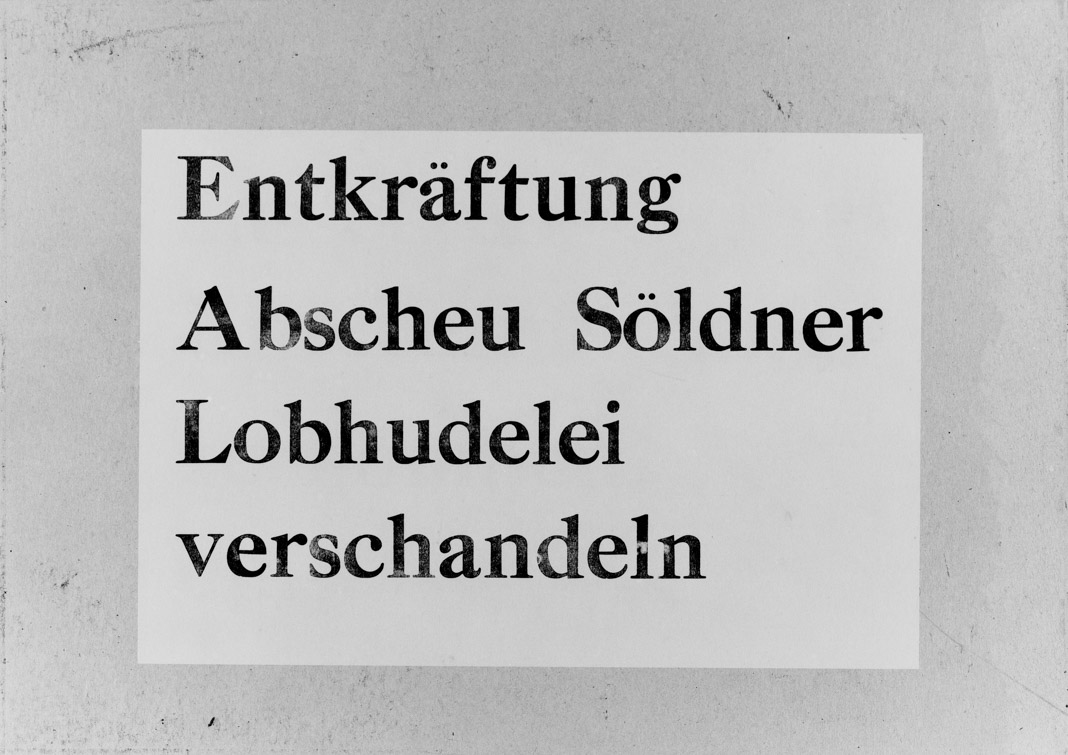 Entkräftung
Abscheu Söldner
Lobhudelei
verschandeln